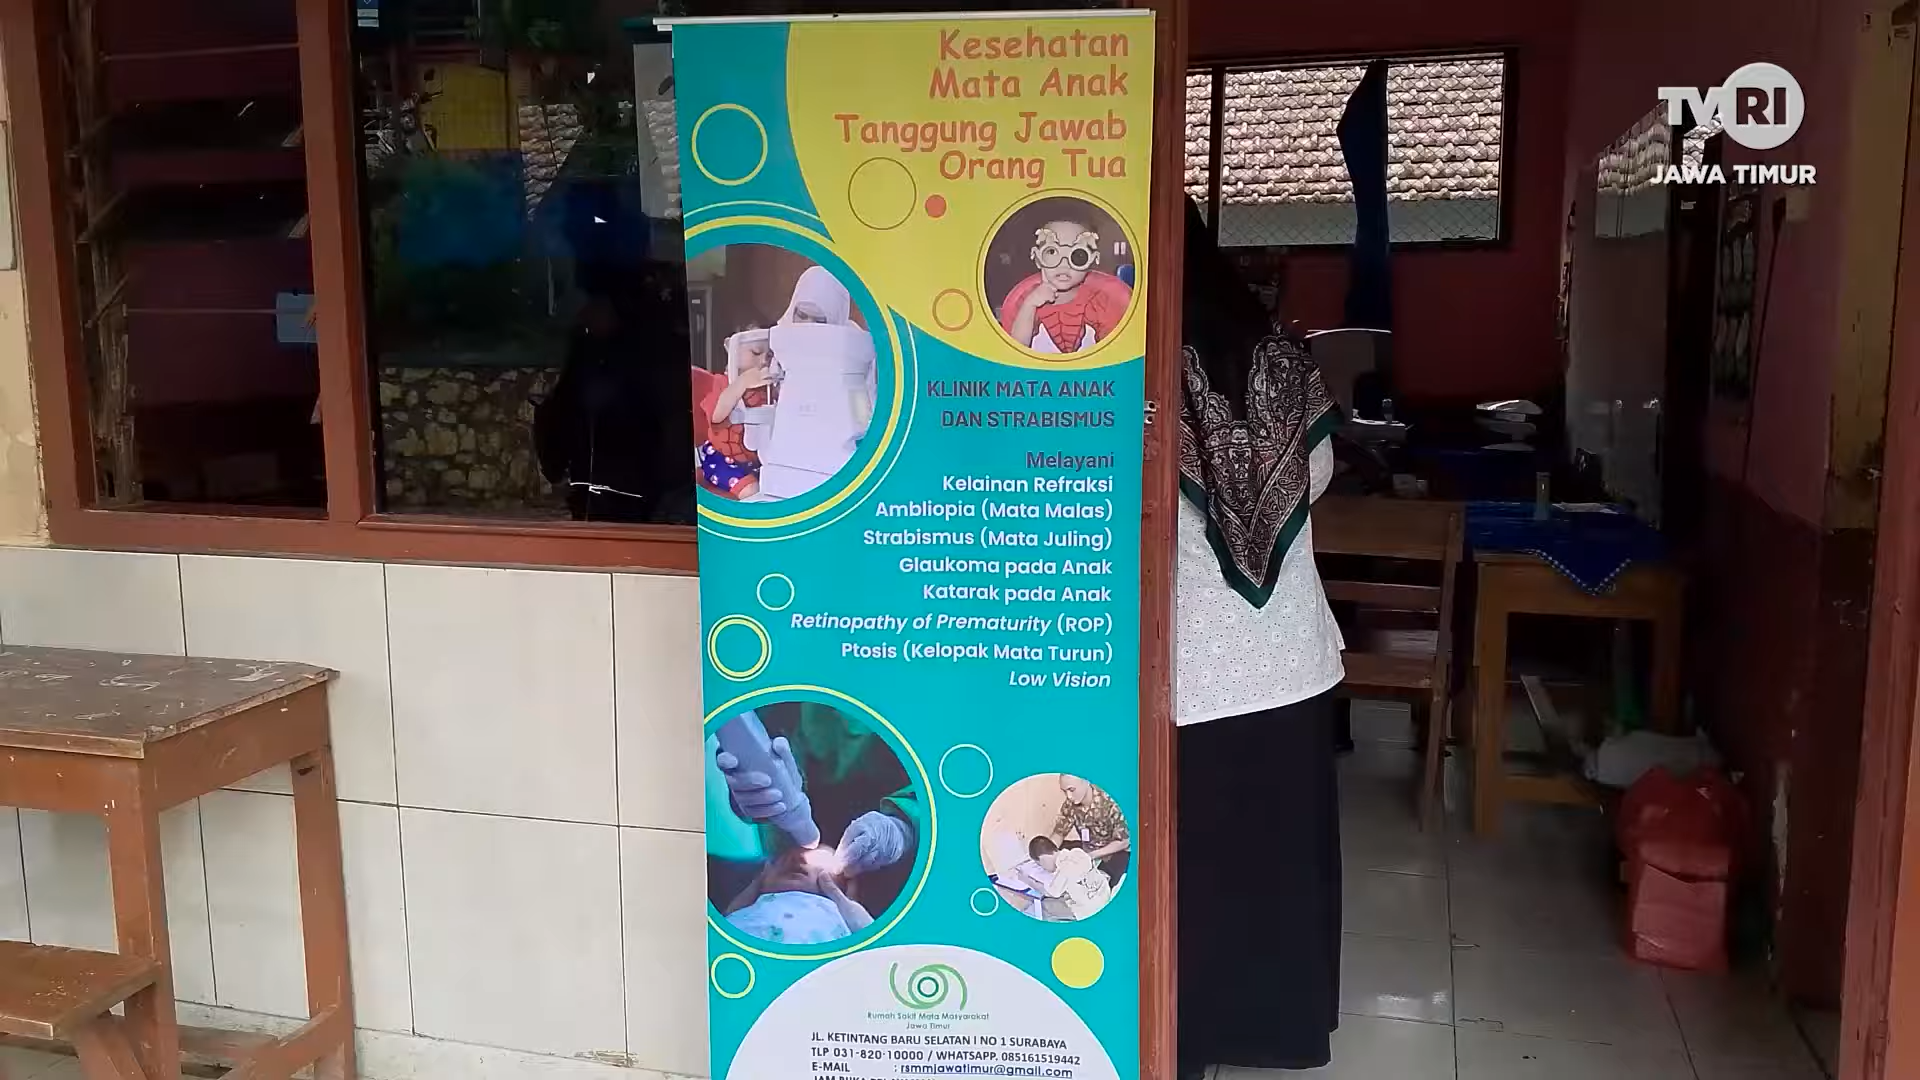 Kesehatan
Mata Anak
Tanggung Jawab
Orang Tua
TVRI
JAWA TIMUR
KLINIK MATA ANAK
DAN STRABISMUS
Melayani
Kelainan Refraksi
Ambliopia (Mata Malas)
Strabismus (Mata Juling)
Glaukoma pada Anak
Katarak pada Anak
Retinopathy of Prematurity (ROP)
Ptosis (Kelopak Mata Turun)
Low Vision
Rumah Sakit Mata Masyarakat
Jawa Timur
JL. KETINTANG BARU SELATAN I NO 1 SURABAYA
TLP 031-820 10000 / WHATSAPP. 085161519442
E-MAIL : rsmmjawatimur@gmail.com
JAM BUKA